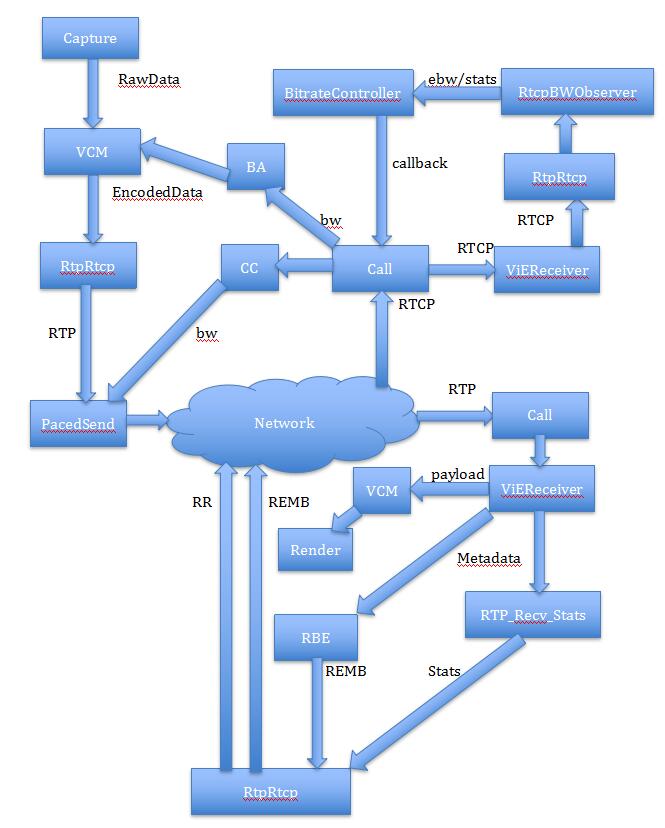 Capture
RawData
VCM
EncodedData
RtpRtcp
RTP
PacedSend
BA
bw
CC
bw
BitrateController
ebw/stats
RtcpBWObserver
callback
RtpRtcp
RTCP
Call
RTCP
ViEReceiver
RTCP
Network
RTP
Call
ViEReceiver
payload
VCM
Render
Metadata
RBE
REMB
RTP_Recv_Stats
Stats
RR
REMB
RtpRtcp